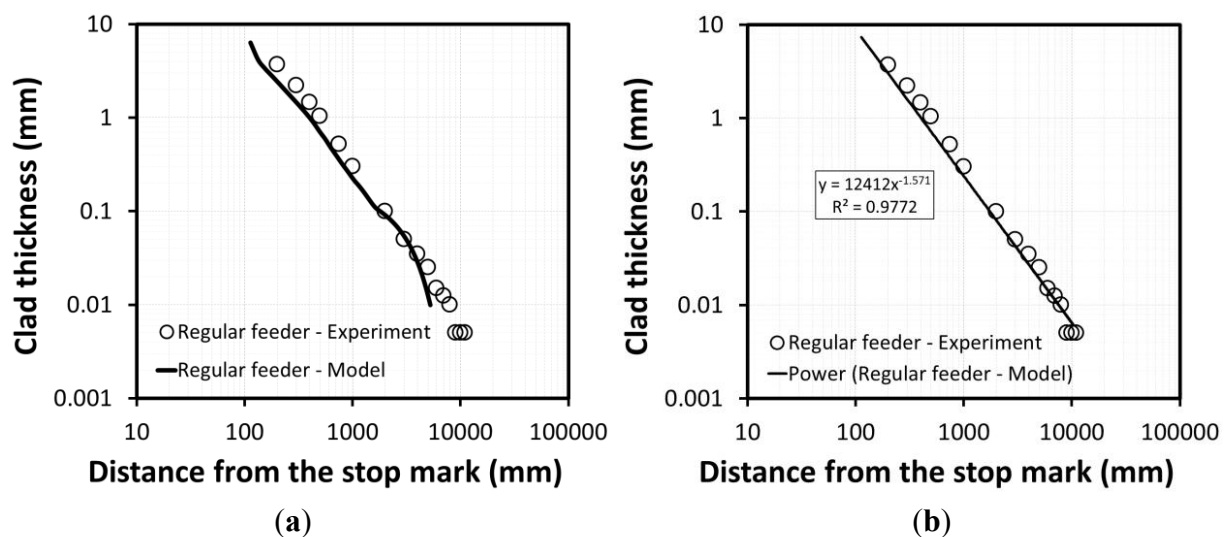 10
1
0.1
0.01
0.001
Clad thickness (mm)
Regular feeder - Experiment
Regular feeder - Model
10 100 1000 10000 100000
Distance from the stop mark (mm)
(a)
10
1
0.1
0.01
0.001
Clad thickness (mm)
y = 12412x^-1.571
R² = 0.9772
Regular feeder - Experiment
Power (Regular feeder - Model)
10 100 1000 10000 100000
Distance from the stop mark (mm)
(b)